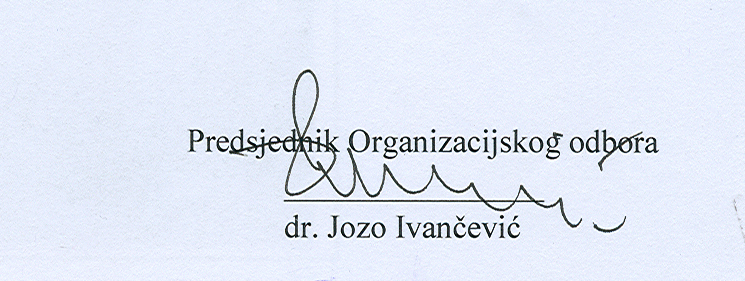 Predsjednik Organizacijskog odbora
dr. Jozo Ivančević